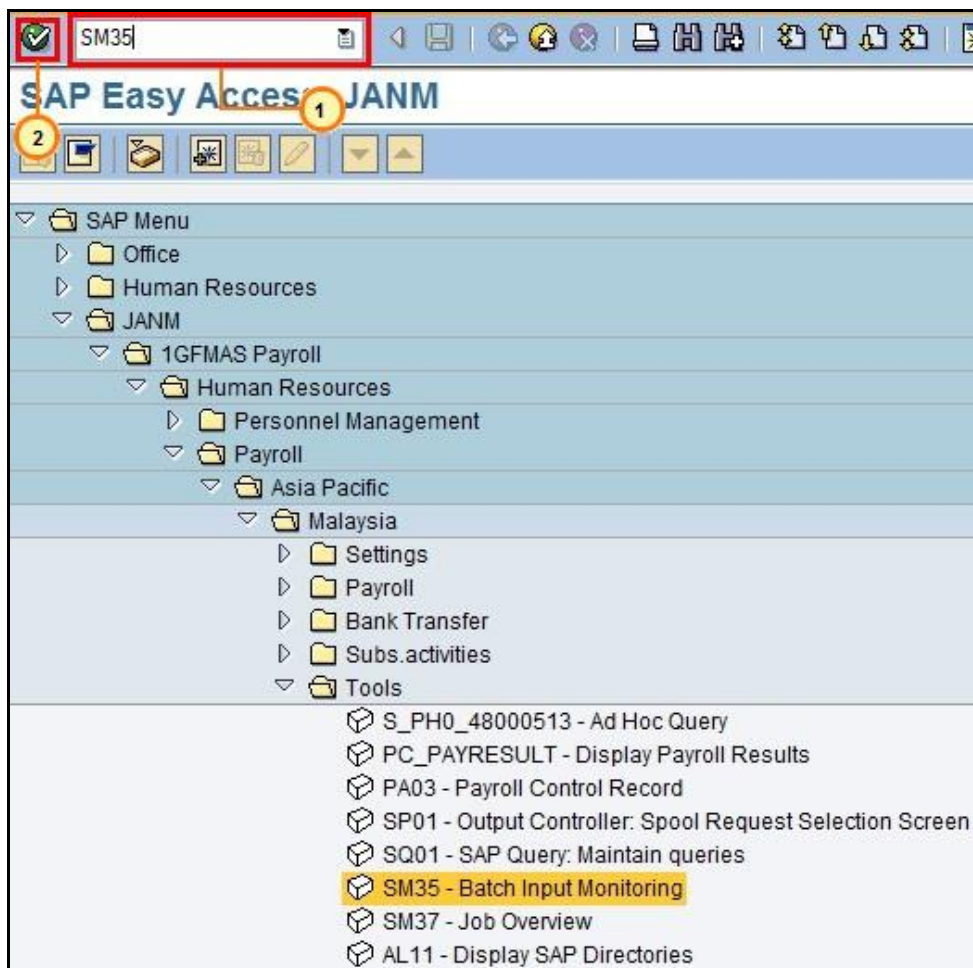 SM35
SAP Easy Access JANM
1
2
SAP Menu
Office
Human Resources
JANM
1GFMAS Payroll
Human Resources
Personnel Management
Payroll
Asia Pacific
Malaysia
Settings
Payroll
Bank Transfer
Subs.activities
Tools
S_PH0_48000513 - Ad Hoc Query
PC_PAYRESULT - Display Payroll Results
PA03 - Payroll Control Record
SP01 - Output Controller: Spool Request Selection Screen
SQ01 - SAP Query: Maintain queries
SM35 - Batch Input Monitoring
SM37 - Job Overview
AL11 - Display SAP Directories